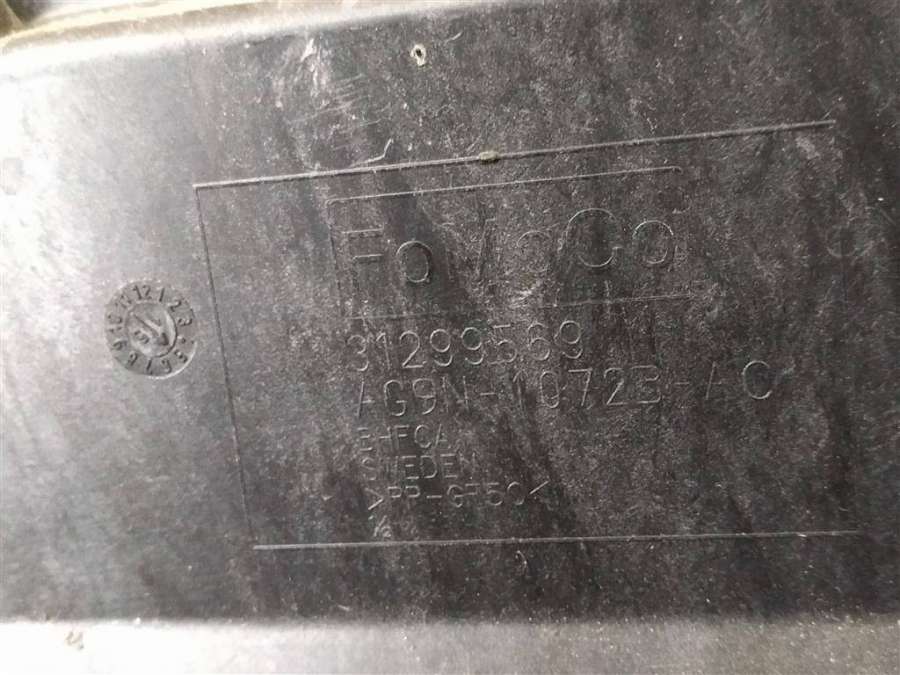 FoMoCo
31299569
AG9N-10723-AC
SWEDEN
>PP-GF50<